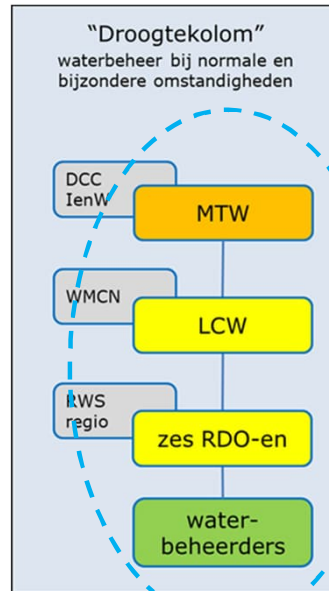 “Droogtekolom”
waterbeheer bij normale en
bijzondere omstandigheden
DCC
IenW
MTW
WMCN
LCW
RWS
regio
zes RDO-en
water-
beheerders